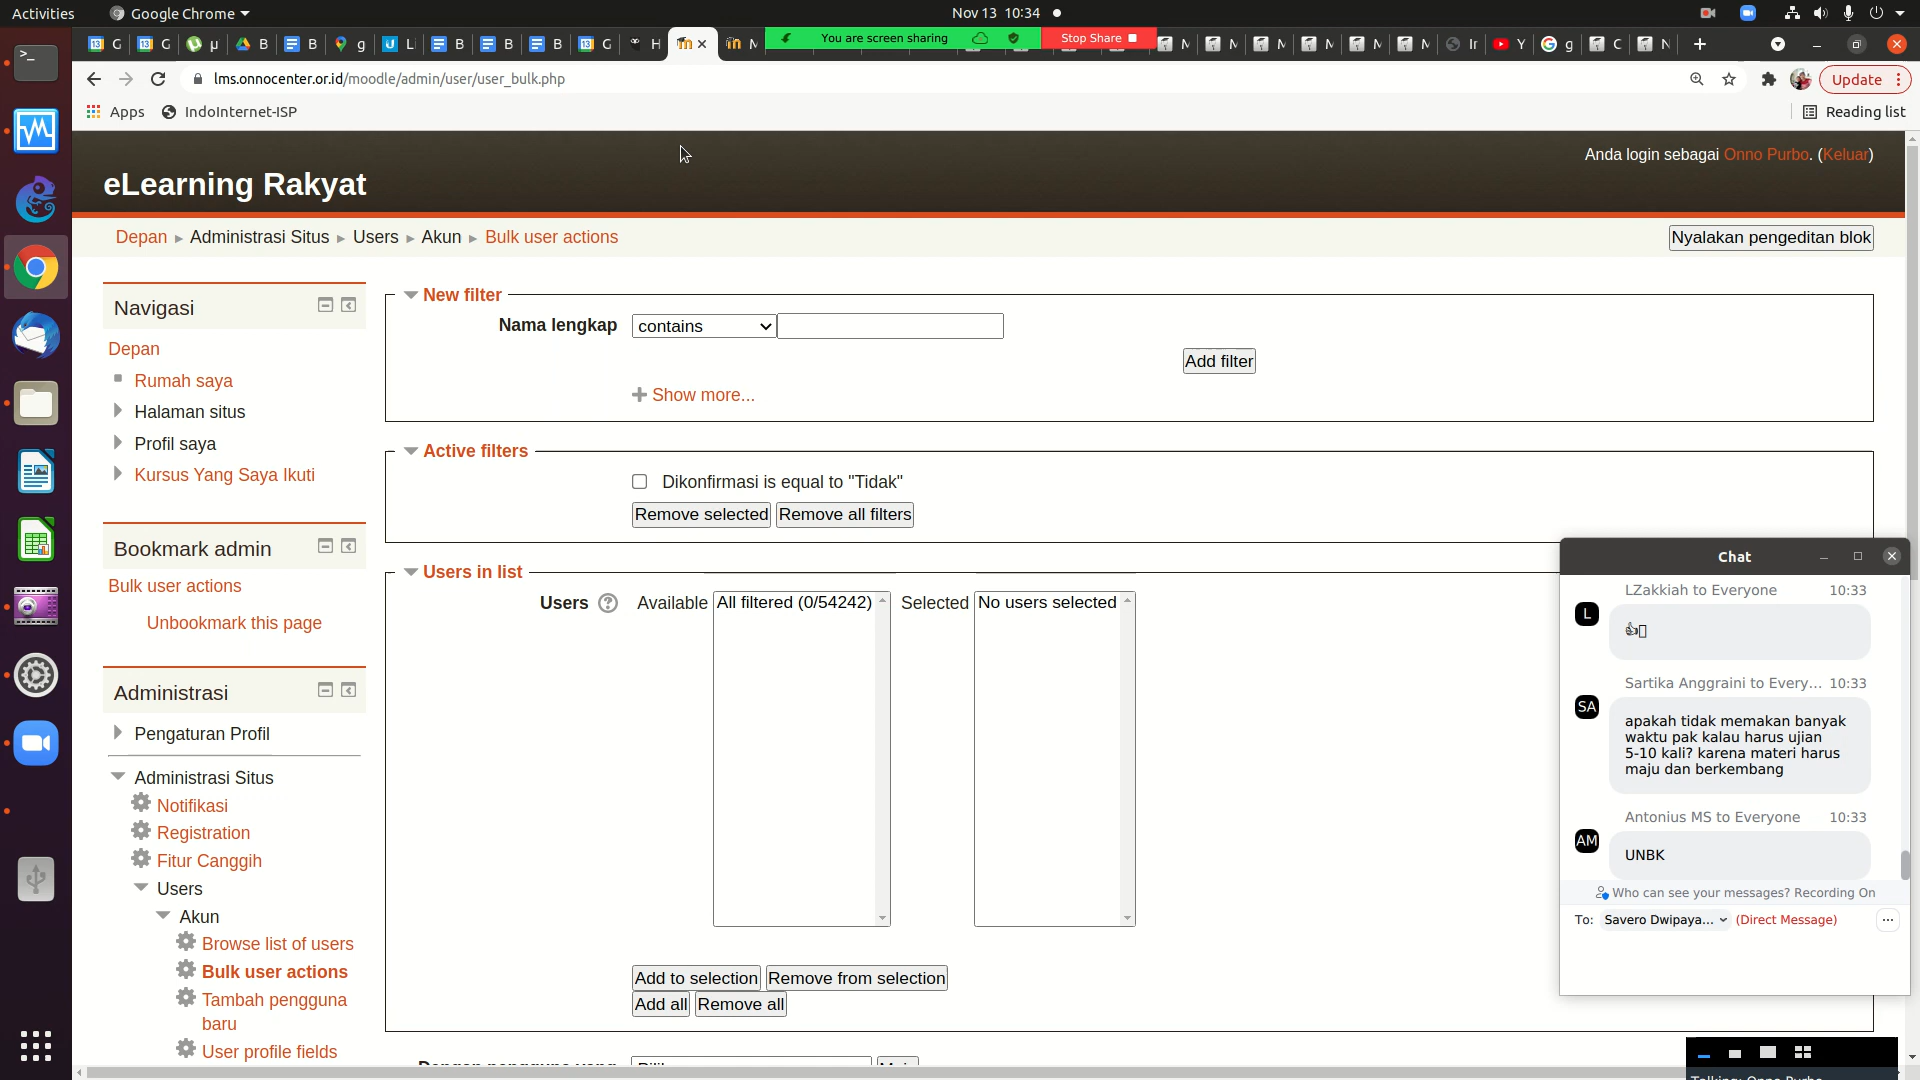 Activities
Google Chrome
Nov 13 10:34
G
G
µ
B
B
g
Li
B
B
B
G
H
N
You are screen sharing
Stop Share
N
N
N
N
N
N
In
Y
g
C
N
lms.onnocenter.or.id/moodle/admin/user/user_bulk.php
Update
Apps
IndoInternet-ISP
Reading list
Anda login sebagai Onno Purbo. (Keluar)
eLearning Rakyat
Depan ► Administrasi Situs ► Users ► Akun ► Bulk user actions
Nyalakan pengeditan blok
Navigasi
Depan
Rumah saya
Halaman situs
Profil saya
Kursus Yang Saya Ikuti
Bookmark admin
Bulk user actions
Unbookmark this page
Administrasi
Pengaturan Profil
Administrasi Situs
Notifikasi
Registration
Fitur Canggih
Users
Akun
Browse list of users
Bulk user actions
Tambah pengguna
baru
User profile fields
New filter
Nama lengkap contains
Add filter
Show more...
Active filters
Dikonfirmasi is equal to "Tidak"
Remove selected Remove all filters
Users in list
Users Available All filtered (0/54242) Selected No users selected
Add to selection Remove from selection
Add all Remove all
Chat
LZakkiah to Everyone 10:33
L
Sartika Anggraini to Every... 10:33
SA
apakah tidak memakan banyak
waktu pak kalau harus ujian
5-10 kali? karena materi harus
maju dan berkembang
Antonius MS to Everyone 10:33
AM
UNBK
Who can see your messages? Recording On
To: Savero Dwipaya... (Direct Message)
Talking: Onno Purbo